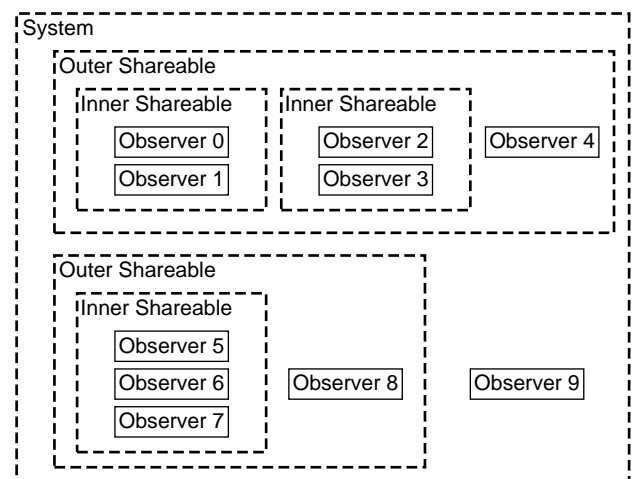 System
Outer Shareable
Inner Shareable
Observer 0
Observer 1
Inner Shareable
Observer 2
Observer 3
Observer 4
Outer Shareable
Inner Shareable
Observer 5
Observer 6
Observer 7
Observer 8
Observer 9